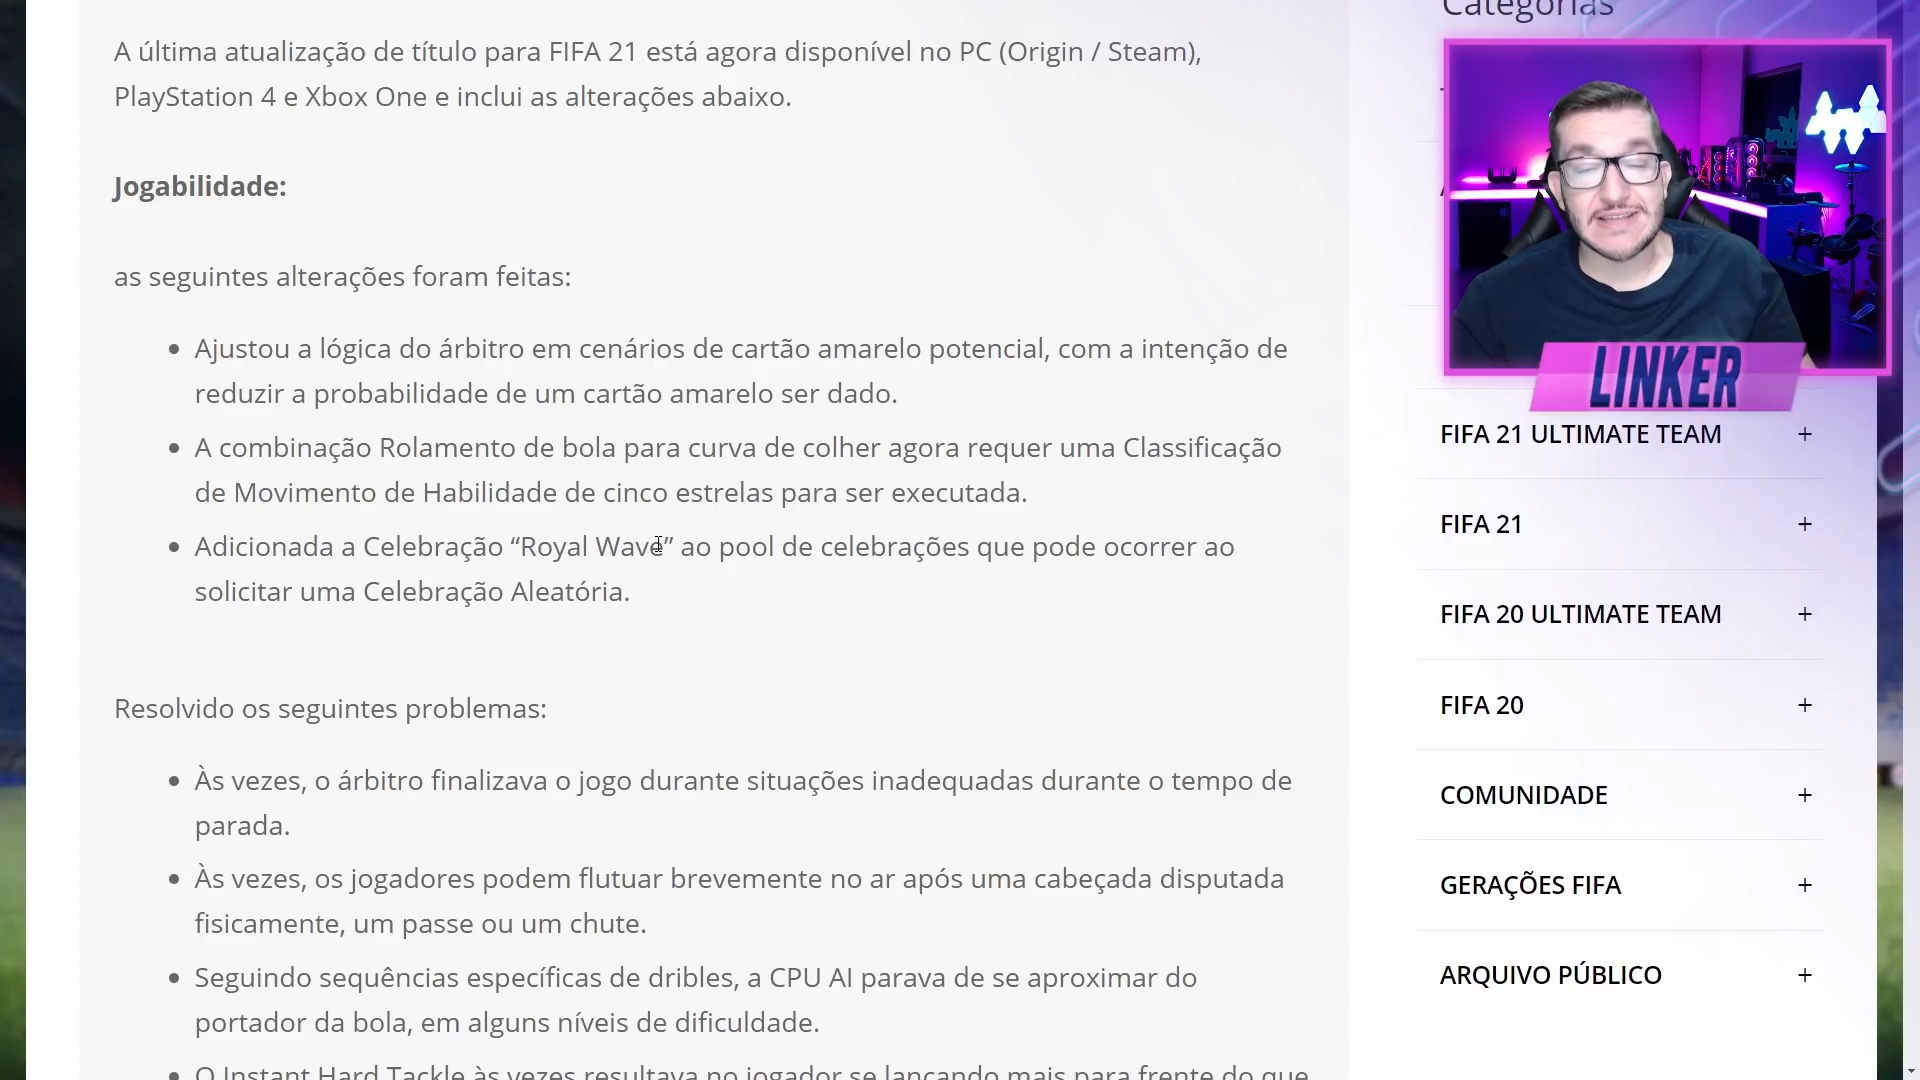 Categorias
A última atualização de título para FIFA 21 está agora disponível no PC (Origin / Steam),
PlayStation 4 e Xbox One e inclui as alterações abaixo.
Jogabilidade:
as seguintes alterações foram feitas:
• Ajustou a lógica do árbitro em cenários de cartão amarelo potencial, com a intenção de
reduzir a probabilidade de um cartão amarelo ser dado.
• A combinação Rolamento de bola para curva de colher agora requer uma Classificação
de Movimento de Habilidade de cinco estrelas para ser executada.
• Adicionada a Celebração “Royal Wave” ao pool de celebrações que pode ocorrer ao
solicitar uma Celebração Aleatória.
Resolvido os seguintes problemas:
• Às vezes, o árbitro finalizava o jogo durante situações inadequadas durante o tempo de
parada.
• Às vezes, os jogadores podem flutuar brevemente no ar após uma cabeçada disputada
fisicamente, um passe ou um chute.
• Seguindo sequências específicas de dribles, a CPU AI parava de se aproximar do
portador da bola, em alguns níveis de dificuldade.
• O Instant Hard Tackle às vezes resultava no jogador se lançando mais para frente do que
LINKER
FIFA 21 ULTIMATE TEAM +
FIFA 21 +
FIFA 20 ULTIMATE TEAM +
FIFA 20 +
COMUNIDADE +
GERAÇÕES FIFA +
ARQUIVO PÚBLICO +